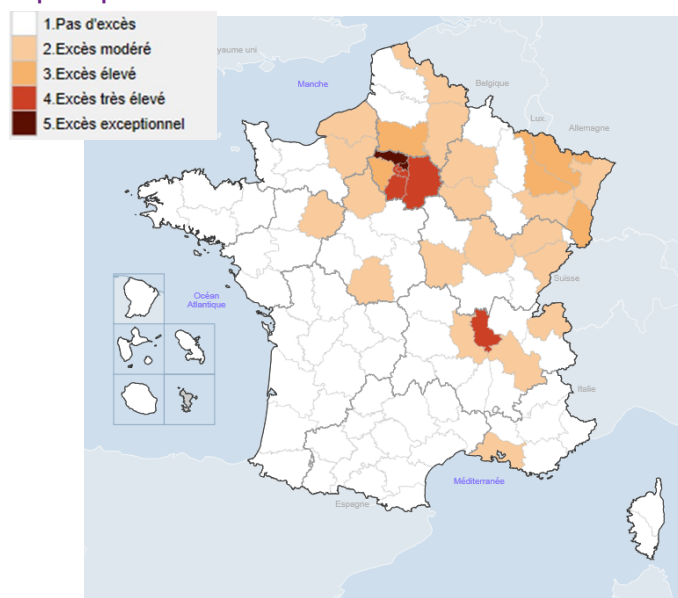 1.Pas d'excès
2.Excès modéré
3.Excès élevé
4.Excès très élevé
5.Excès exceptionnel
uni
Manche
Belgique
Lux.
Allemagne
Suisse
Océan
Atlantique
Italie
Méditerranée
Espagne